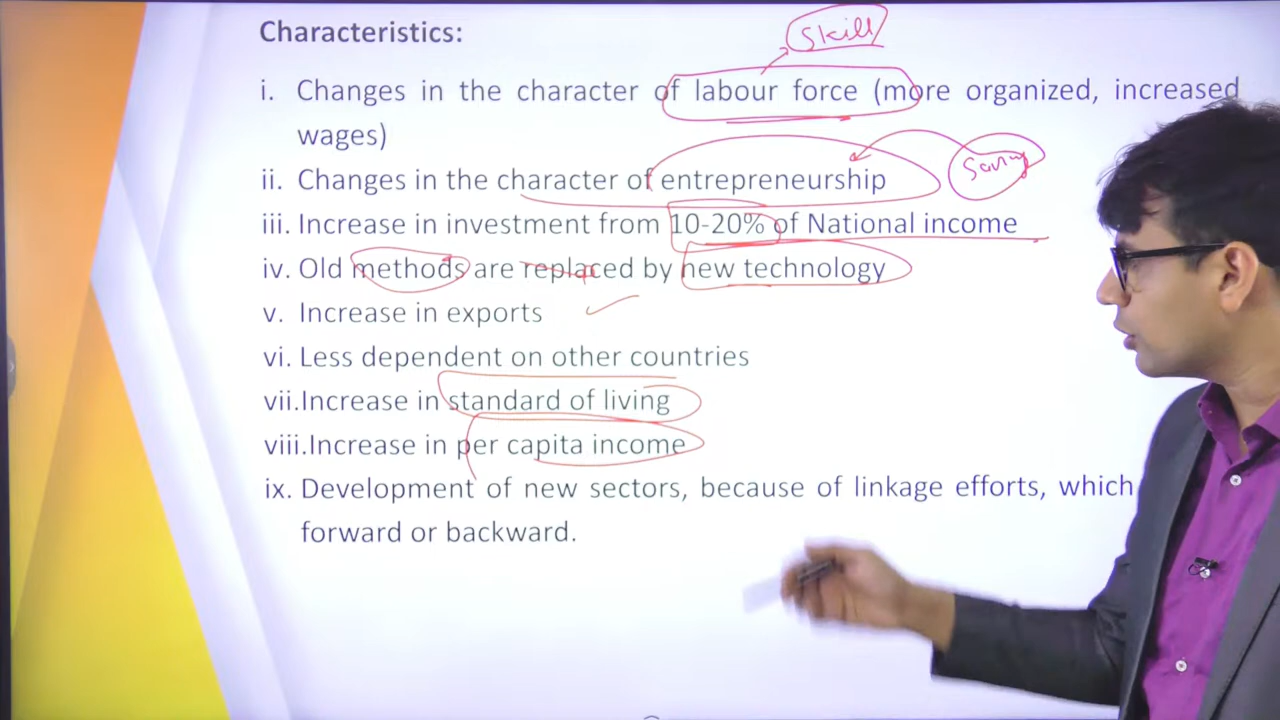 Skill
Characteristics:
i. Changes in the character of labour force (more organized, increased
wages)
Saving
ii. Changes in the character of entrepreneurship
iii. Increase in investment from 10-20% of National income
iv. Old methods are replaced by new technology
v. Increase in exports
vi. Less dependent on other countries
vii.Increase in standard of living
viii.Increase in per capita income
ix. Development of new sectors, because of linkage efforts, which
forward or backward.